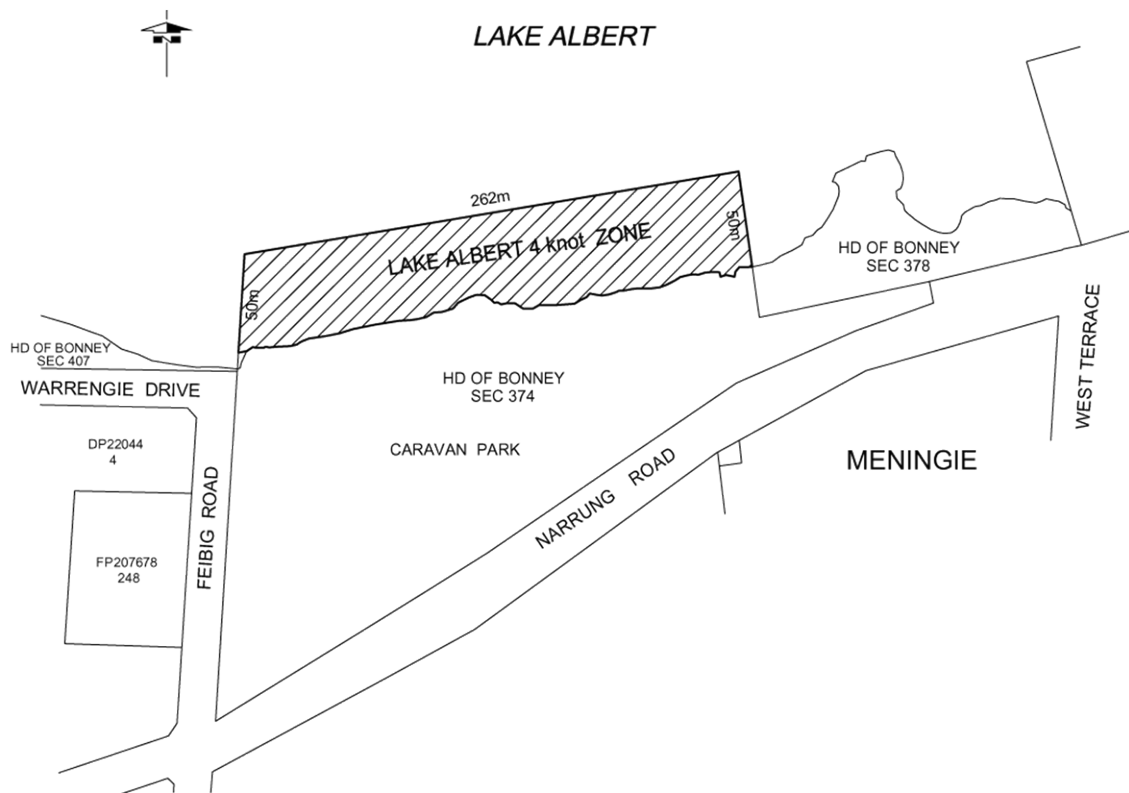 LAKE ALBERT
262m
50m
LAKE ALBERT 4 knot ZONE
50m
HD OF BONNEY
SEC 378
HD OF BONNEY
SEC 407
WARRENGIE DRIVE
HD OF BONNEY
SEC 374
WEST TERRACE
DP22044
4
CARAVAN PARK
MENINGIE
NARRUNG ROAD
FEIBIG ROAD
FP207678
248